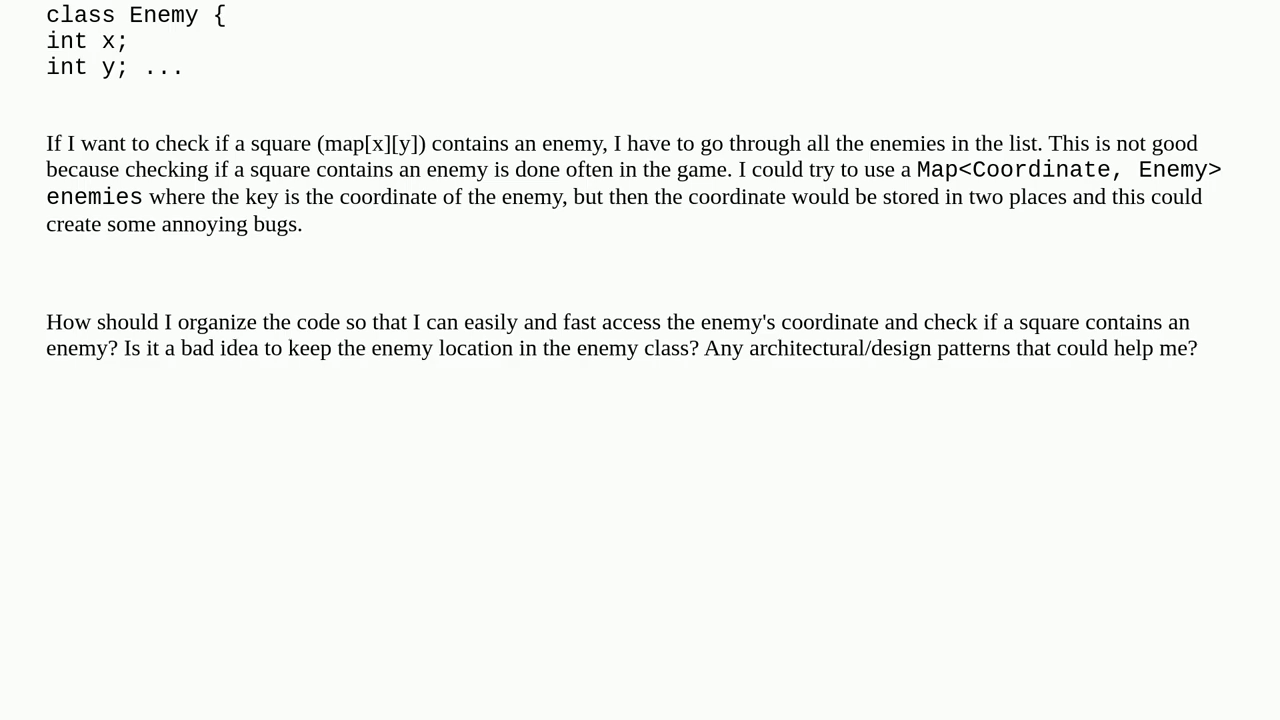 class Enemy {
int x;
int y; ...
If I want to check if a square (map[x][y]) contains an enemy, I have to go through all the enemies in the list. This is not good
because checking if a square contains an enemy is done often in the game. I could try to use a Map<Coordinate, Enemy>
enemies where the key is the coordinate of the enemy, but then the coordinate would be stored in two places and this could
create some annoying bugs.
How should I organize the code so that I can easily and fast access the enemy's coordinate and check if a square contains an
enemy? Is it a bad idea to keep the enemy location in the enemy class? Any architectural/design patterns that could help me?